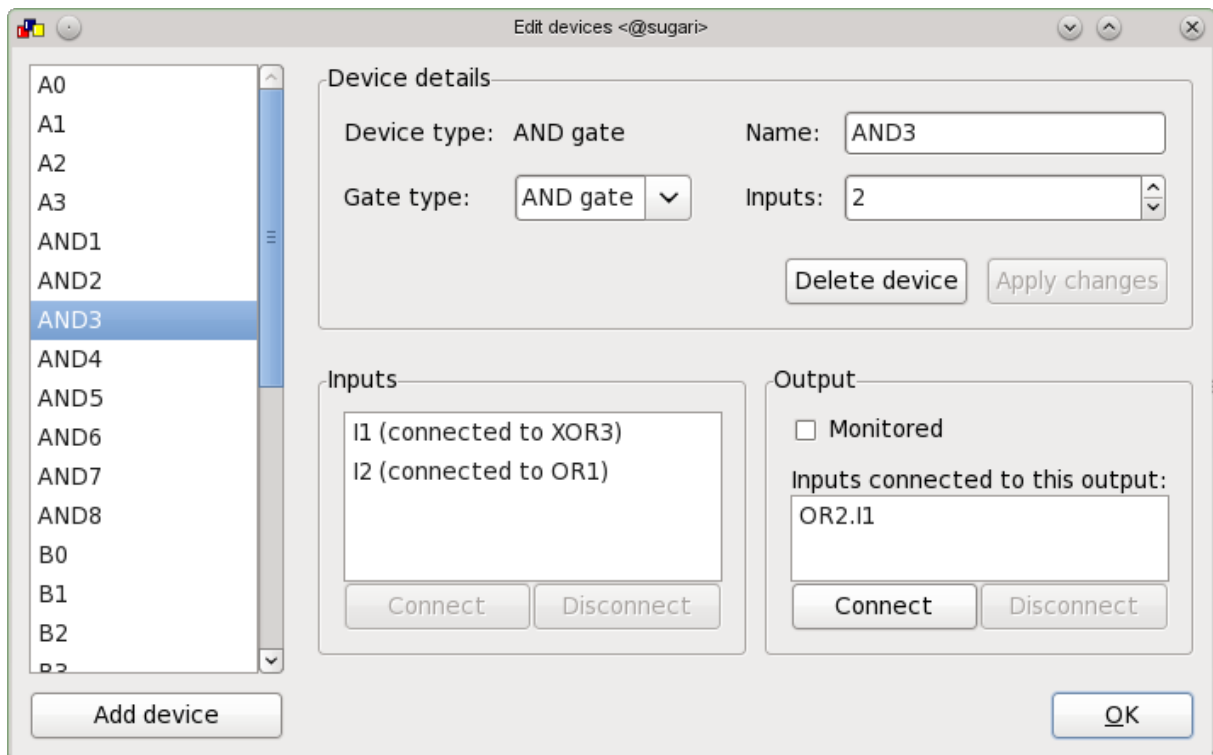 Edit devices <@sugari>
A0
A1
A2
A3
AND1
AND2
AND3
AND4
AND5
AND6
AND7
AND8
B0
B1
B2
B3
Add device
Device details
Device type: AND gate Name: AND3
Gate type: AND gate Inputs: 2
Delete device Apply changes
Inputs
I1 (connected to XOR3)
I2 (connected to OR1)
Connect Disconnect
Output
Monitored
Inputs connected to this output:
OR2.I1
Connect Disconnect
OK